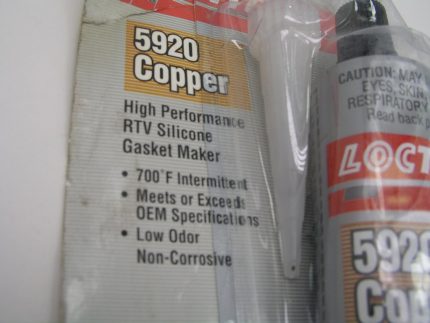 5920
Copper
High Performance
RTV Silicone
Gasket Maker
• 700°F Intermittent
• Meets or Exceeds
OEM Specifications
• Low Odor
Non-Corrosive
CAUTION: MAY
EYES, SKIN,
RESPIRATORY
Read back p
LOCT
5920
Copp